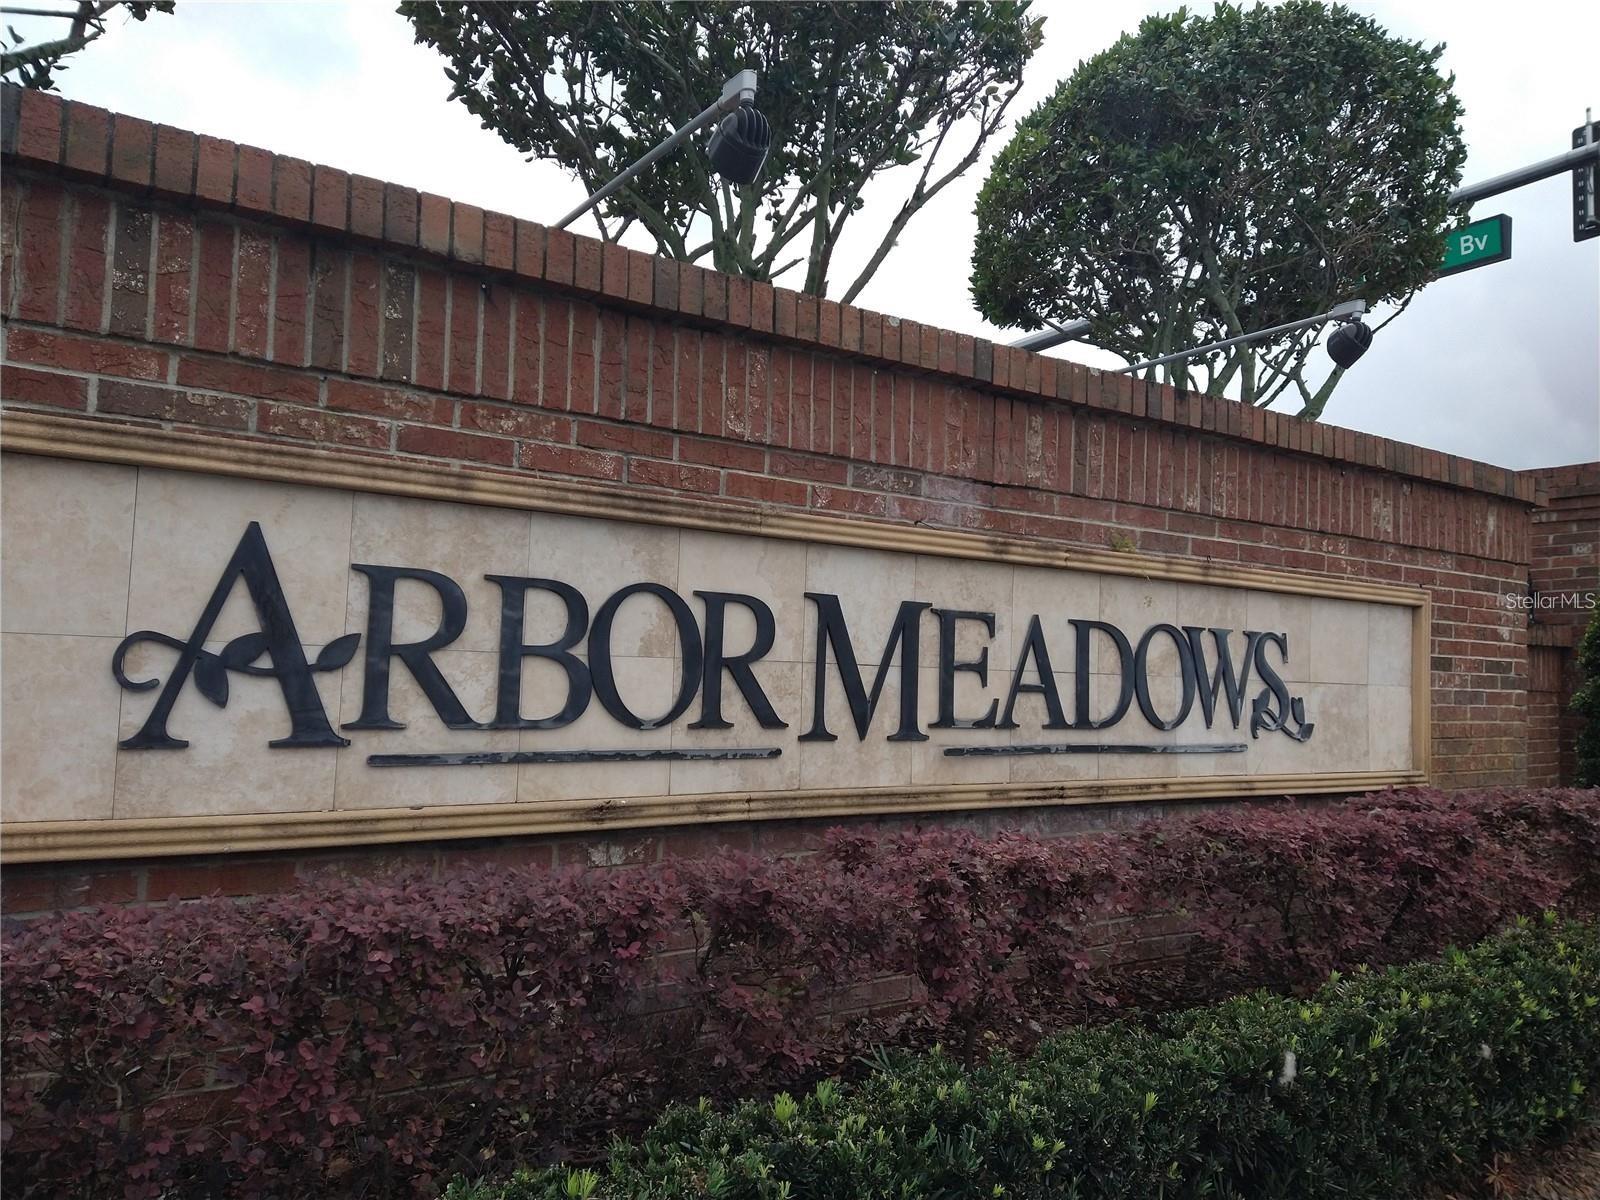 Bv
StellarMLS
ARBOR MEADOWS